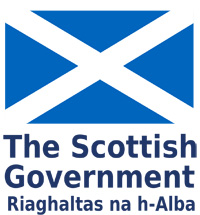 The Scottish
Government
Riaghaltas na h-Alba